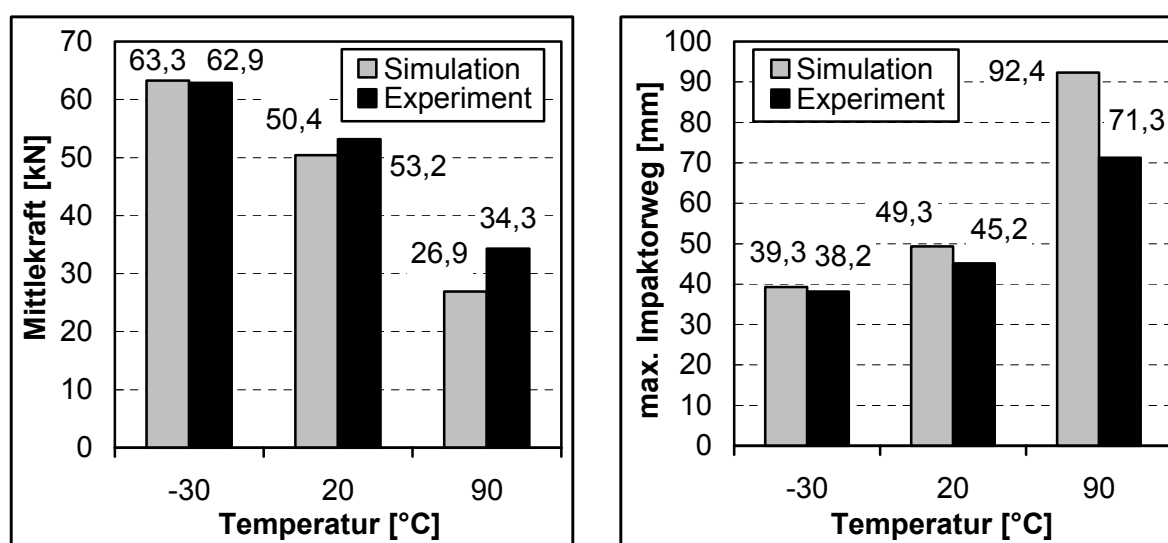 Mittlekraft [kN]
70
60
50
40
30
20
10
0
63,3 62,9
50,4
53,2
26,9
34,3
Simulation
Experiment
-30 20 90
Temperatur [°C]
max. Impaktorweg [mm]
100
90
80
70
60
50
40
30
20
10
0
39,3 38,2
49,3
45,2
92,4
71,3
Simulation
Experiment
-30 20 90
Temperatur [°C]